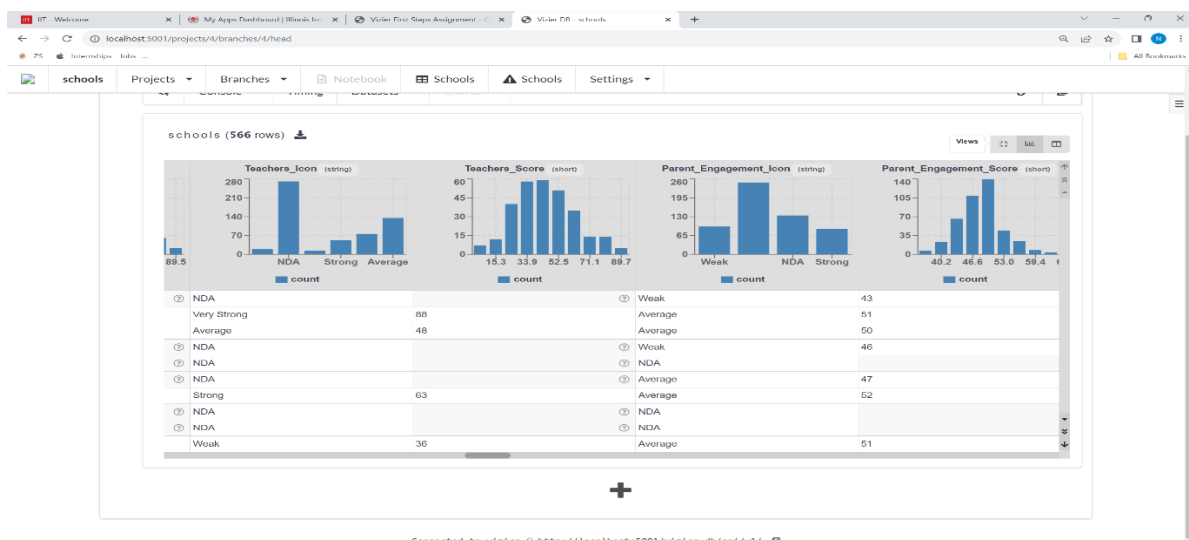 IIT - Welcome
My Apps Dashboard | Illinois Ins
Vizier First Steps Assignment - C
Vizier DB - schools
localhost:5001/projects/4/branches/4/head
75
Internships
Jobs
All Bookmarks
N
schools Projects Branches Notebook Schools Schools Settings
Console Timing Datasets
schools (566 rows)
Views
Teachers_Icon (string) Teachers_Score (short) Parent_Engagement_Icon (string) Parent_Engagement_Score (short)
280 60 260 140
210 45 195 105
140 30 130 70
70 15 65 35
0 0 0 0
89.5 NDA Strong Average 15.3 33.9 52.5 71.1 89.7 Weak NDA Strong 40.2 46.6 53.0 59.4
count count count count
NDA Weak 43
Very Strong 88 Average 51
Average 48 Average 50
NDA Weak 46
NDA NDA
NDA Average 47
Strong 63 Average 52
NDA NDA
NDA NDA
Weak 36 Average 51